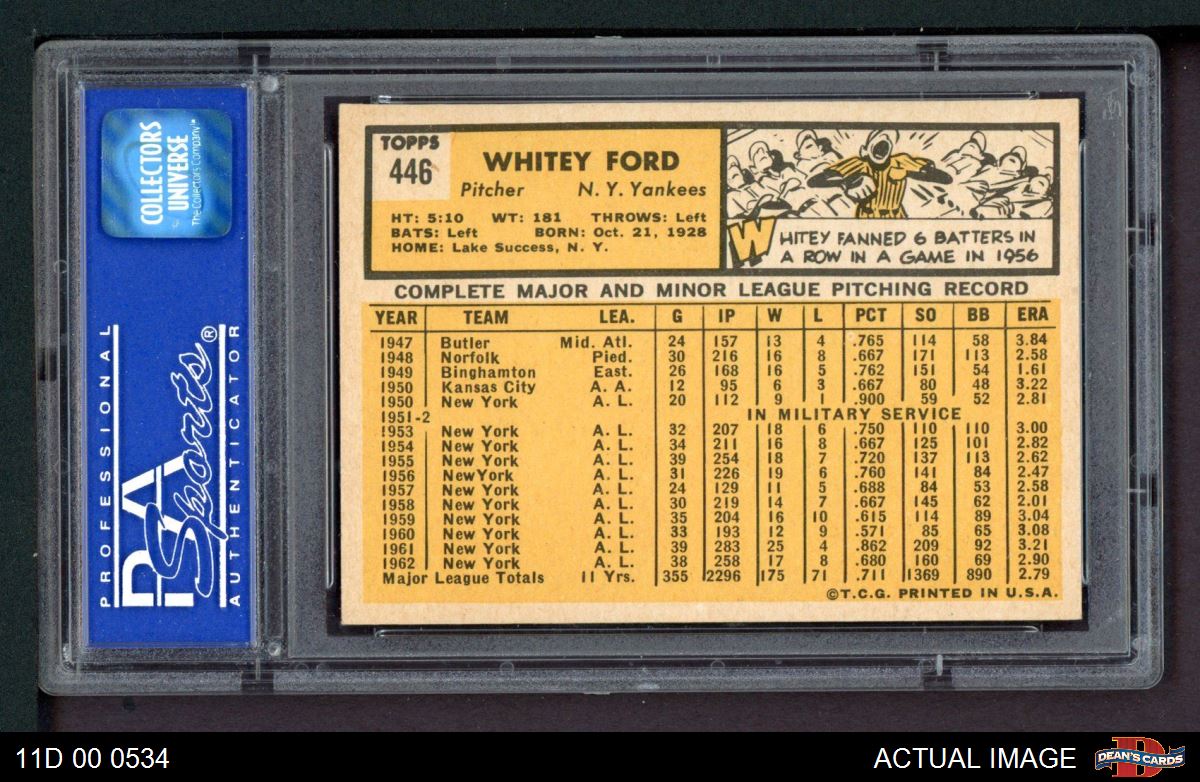 COLLECTORS
UNIVERSE
The Collectors Company™
PROFESSIONAL
PSA
Sports®
AUTHENTICATOR
TOPPS
446
WHITEY FORD
Pitcher N. Y. Yankees
HT: 5:10 WT: 181 THROWS: Left
BATS: Left BORN: Oct. 21, 1928
HOME: Lake Success, N. Y.
WHITEY FANNED 6 BATTERS IN
A ROW IN A GAME IN 1956
COMPLETE MAJOR AND MINOR LEAGUE PITCHING RECORD
YEAR TEAM LEA. G IP W L PCT SO BB ERA
1947 Butler Mid. Atl. 24 157 13 4 .765 114 58 3.84
1948 Norfolk Pied. 30 216 16 8 .667 171 113 2.58
1949 Binghamton East. 26 168 16 5 .762 151 54 1.61
1950 Kansas City A. A. 12 95 6 3 .667 80 48 3.22
1950 New York A. L. 20 112 9 1 .900 59 52 2.81
1951-2 IN MILITARY SERVICE
1953 New York A. L. 32 207 18 6 .750 110 110 3.00
1954 New York A. L. 34 211 16 8 .667 125 101 2.82
1955 New York A. L. 39 254 18 7 .720 137 113 2.62
1956 NewYork A. L. 31 226 19 6 .760 141 84 2.47
1957 New York A. L. 24 129 11 5 .688 84 53 2.58
1958 New York A. L. 30 219 14 7 .667 145 62 2.01
1959 New York A. L. 35 204 16 10 .615 114 89 3.04
1960 New York A. L. 33 193 12 9 .571 85 65 3.08
1961 New York A. L. 39 283 25 4 .862 209 92 3.21
1962 New York A. L. 38 258 17 8 .680 160 69 2.90
Major League Totals 11 Yrs. 355 2296 175 71 .711 1369 890 2.79
©T.C.G. PRINTED IN U.S.A.
11D 00 0534
ACTUAL IMAGE
D
DEAN'S CARDS